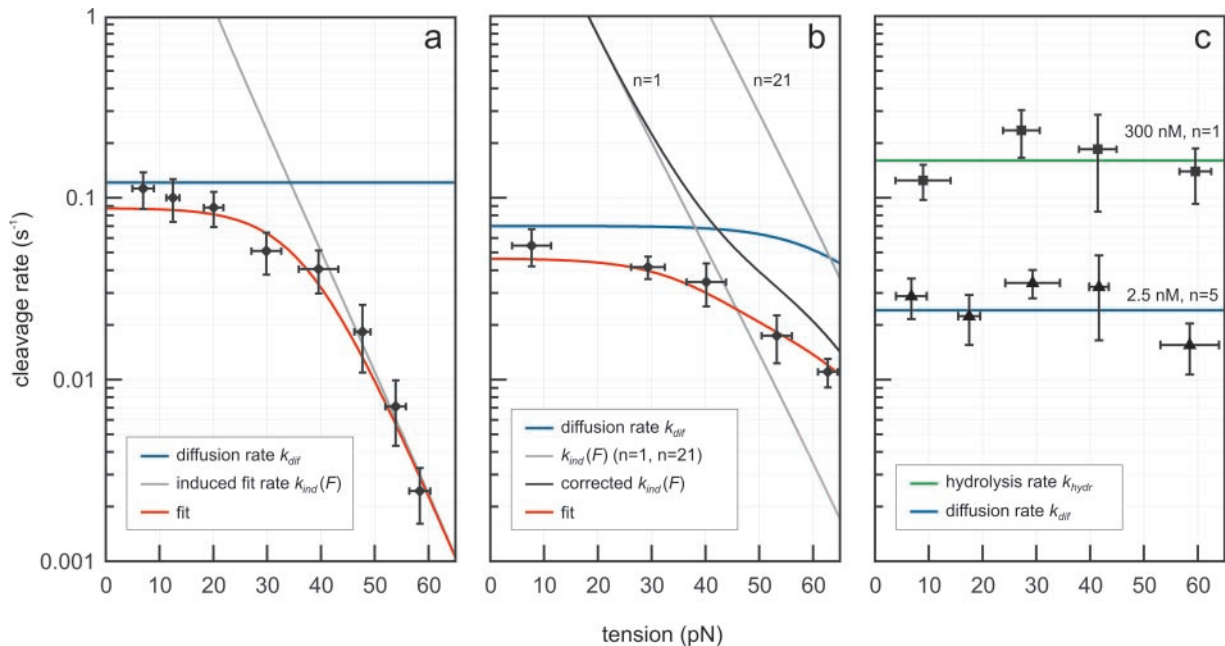 a
b
c
1
0.1
0.01
0.001
cleavage rate (s⁻¹)
n=1
n=21
300 nM, n=1
2.5 nM, n=5
diffusion rate k_dif
induced fit rate k_ind(F)
fit
diffusion rate k_dif
k_ind(F) (n=1, n=21)
corrected k_ind(F)
fit
hydrolysis rate k_hydr
diffusion rate k_dif
0 10 20 30 40 50 60
0 10 20 30 40 50 60
0 10 20 30 40 50 60
tension (pN)